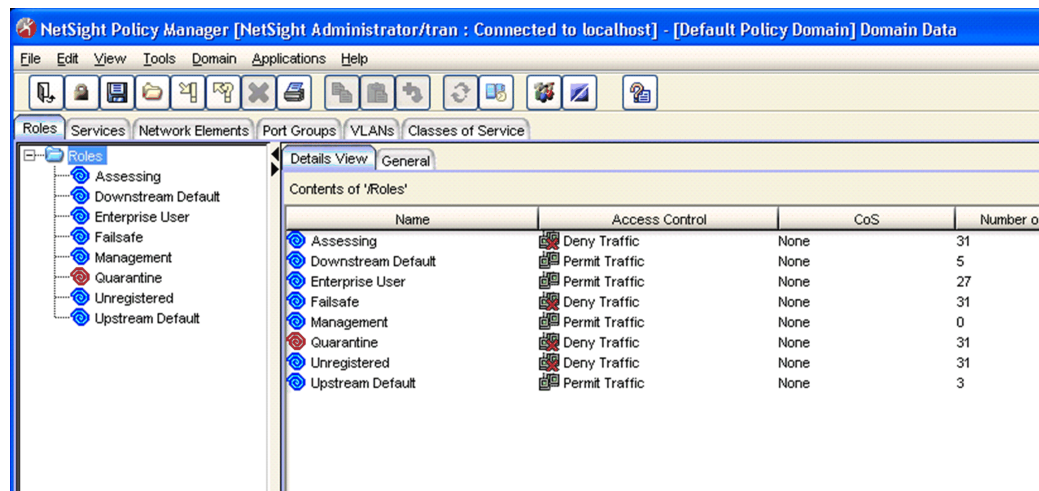 NetSight Policy Manager [NetSight Administrator/tran : Connected to localhost] - [Default Policy Domain] Domain Data
File Edit View Tools Domain Applications Help
Roles Services Network Elements Port Groups VLANs Classes of Service
Roles
Assessing
Downstream Default
Enterprise User
Failsafe
Management
Quarantine
Unregistered
Upstream Default
Details View General
Contents of '/Roles'
Name Access Control CoS Number o
Assessing Deny Traffic None 31
Downstream Default Permit Traffic None 5
Enterprise User Permit Traffic None 27
Failsafe Deny Traffic None 31
Management Permit Traffic None 0
Quarantine Deny Traffic None 31
Unregistered Deny Traffic None 31
Upstream Default Permit Traffic None 3